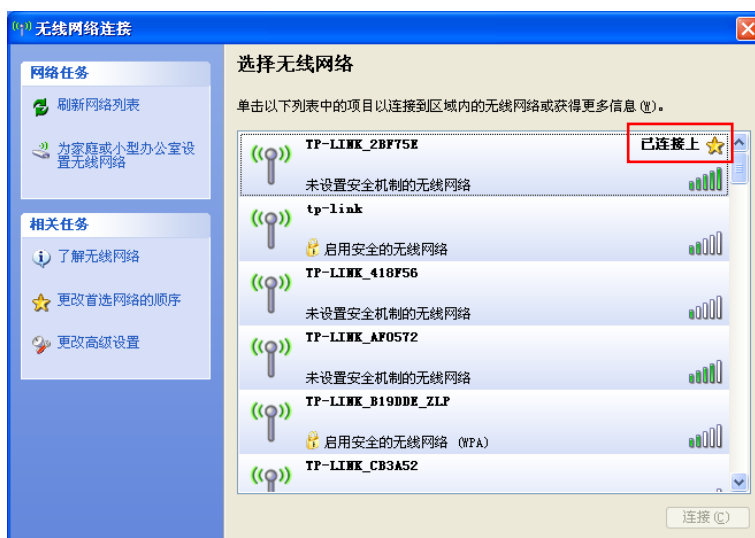 无线网络连接
网络任务
刷新网络列表
为家庭或小型办公室设
置无线网络
相关任务
了解无线网络
更改首选网络的顺序
更改高级设置
选择无线网络
单击以下列表中的项目以连接到区域内的无线网络或获得更多信息(W)。
TP-LINK_2BF75E
已连接上
未设置安全机制的无线网络
tp-link
启用安全的无线网络
TP-LINK_418F56
未设置安全机制的无线网络
TP-LINK_AF0572
未设置安全机制的无线网络
TP-LINK_B19DDE_ZLP
启用安全的无线网络 (WPA)
TP-LINK_CB3A52
连接(C)